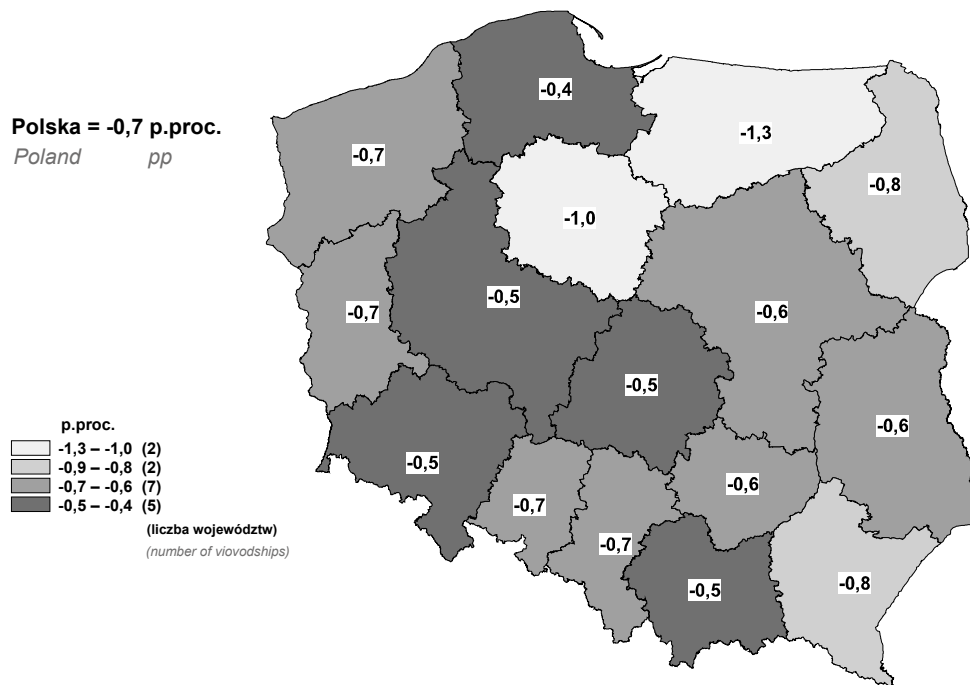 -0,4
Polska = -0,7 p.proc.
Poland pp
-1,3
-0,7
-0,8
-1,0
-0,5
-0,7
-0,6
-0,5
p.proc.
-1,3 – -1,0 (2)
-0,9 – -0,8 (2)
-0,7 – -0,6 (7)
-0,5 – -0,4 (5)
(liczba województw)
(number of viovodships)
-0,6
-0,5
-0,6
-0,7
-0,7
-0,8
-0,5